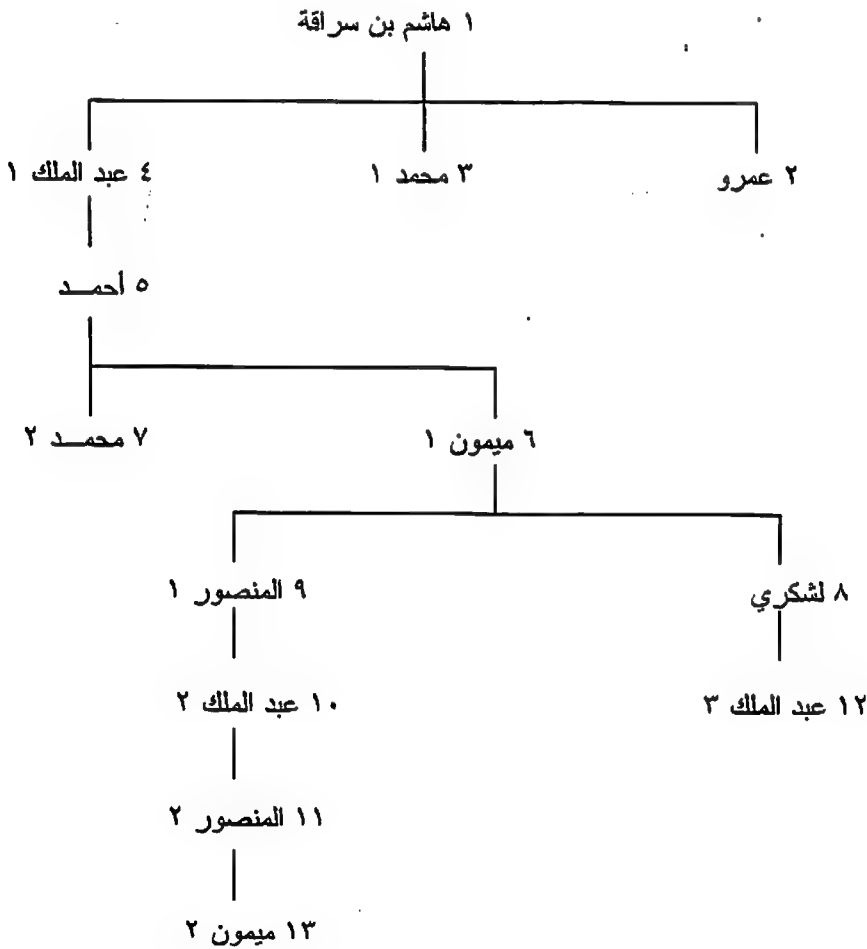 ١ هاشم بن سراقة
٢ عمرو
٣ محمد ١
٤ عبد الملك ١
٥ أحمــد
٦ ميمون ١
٧ محمــد ٢
٨ لشكري
٩ المنصور ١
١٠ عبد الملك ٢
١٢ عبد الملك ٣
١١ المنصور ٢
١٣ ميمون ٢